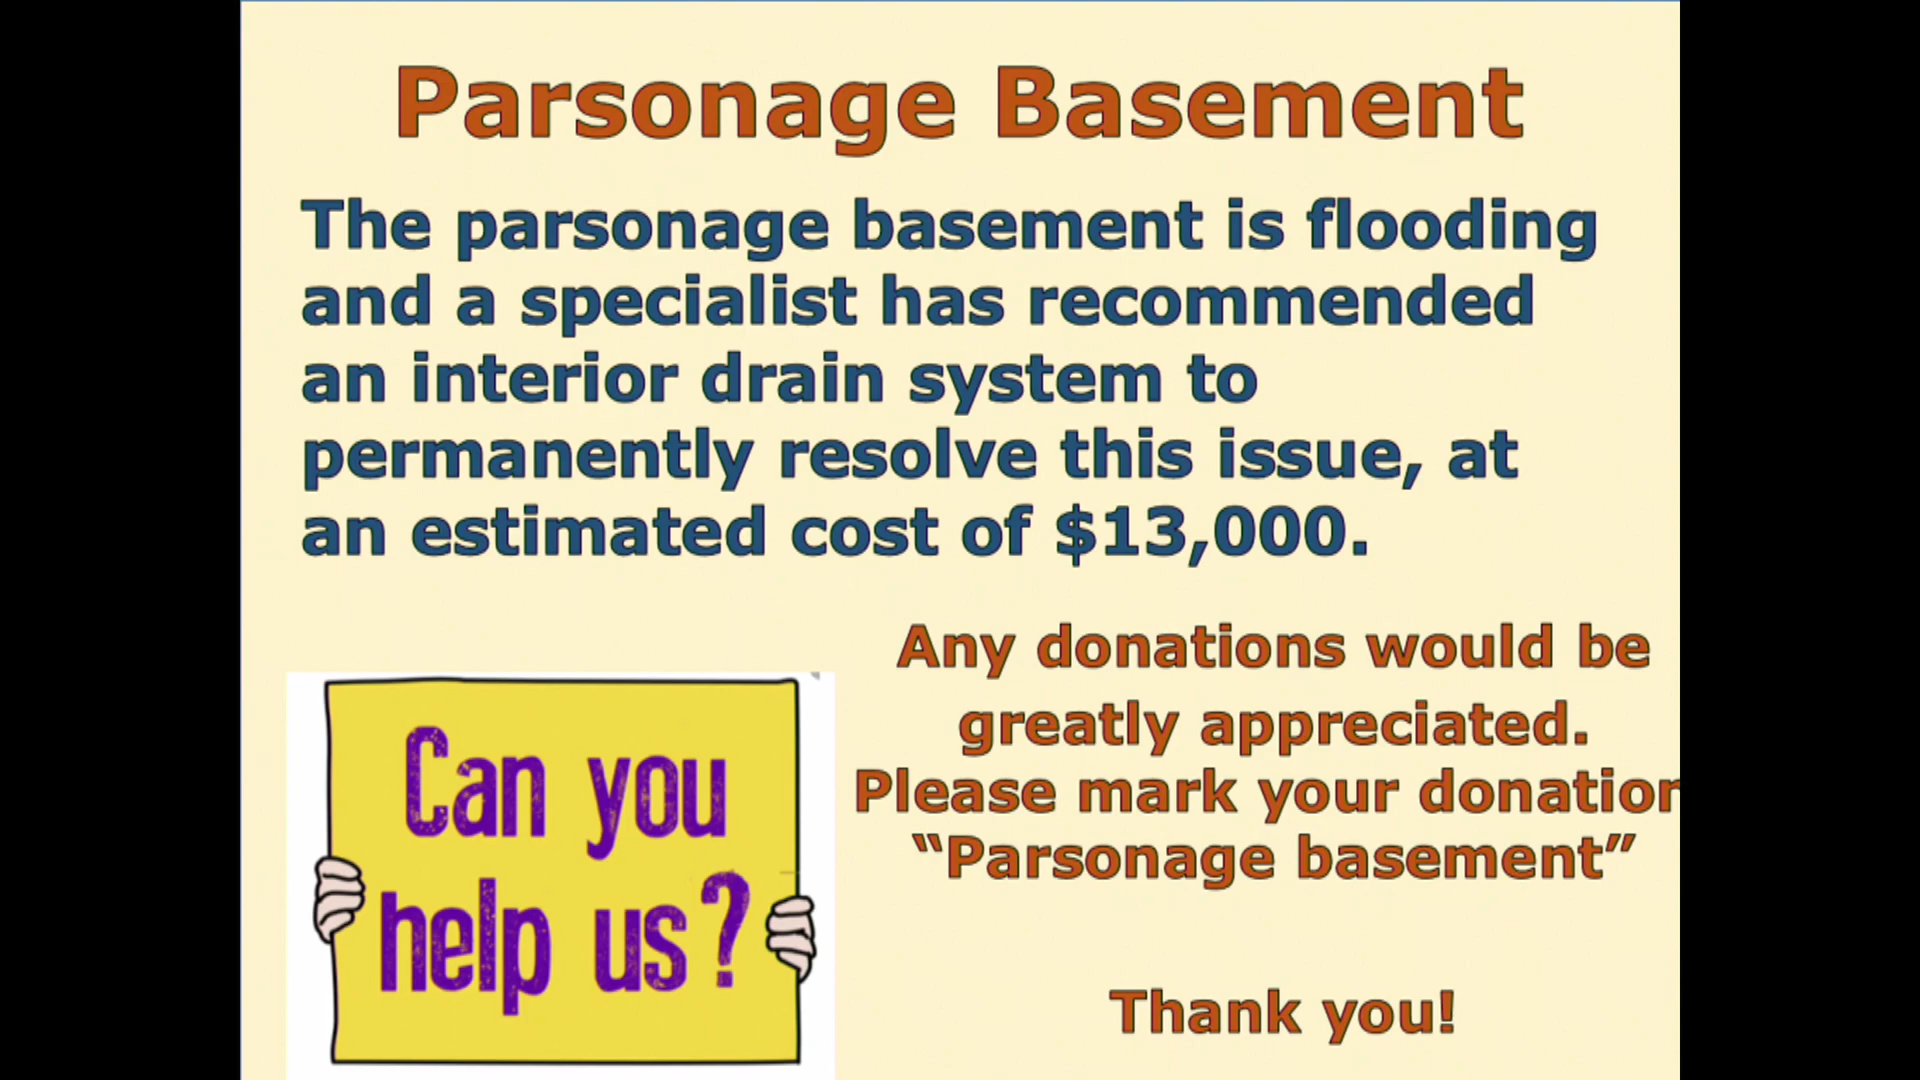 Parsonage Basement
The parsonage basement is flooding
and a specialist has recommended
an interior drain system to
permanently resolve this issue, at
an estimated cost of $13,000.
Any donations would be
greatly appreciated.
Please mark your donation
“Parsonage basement”
Thank you!
Can you
help us?